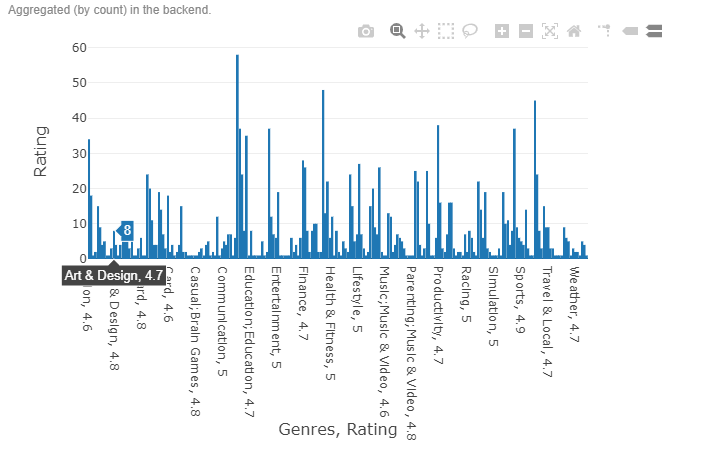 Aggregated (by count) in the backend.
60
50
40
30
20
10
0
Rating
8
Art & Design, 4.7
ion, 4.6
& Design, 4.8
ard, 4.8
Card, 4.6
Casual;Brain Games, 4.8
Communication, 5
Education;Education, 4.7
Entertainment, 5
Finance, 4.7
Health & Fitness, 5
Lifestyle, 5
Music;Music & Video, 4.6
Parenting;Music & Video, 4.8
Productivity, 4.7
Racing, 5
Simulation, 5
Sports, 4.9
Travel & Local, 4.7
Weather, 4.7
Genres, Rating